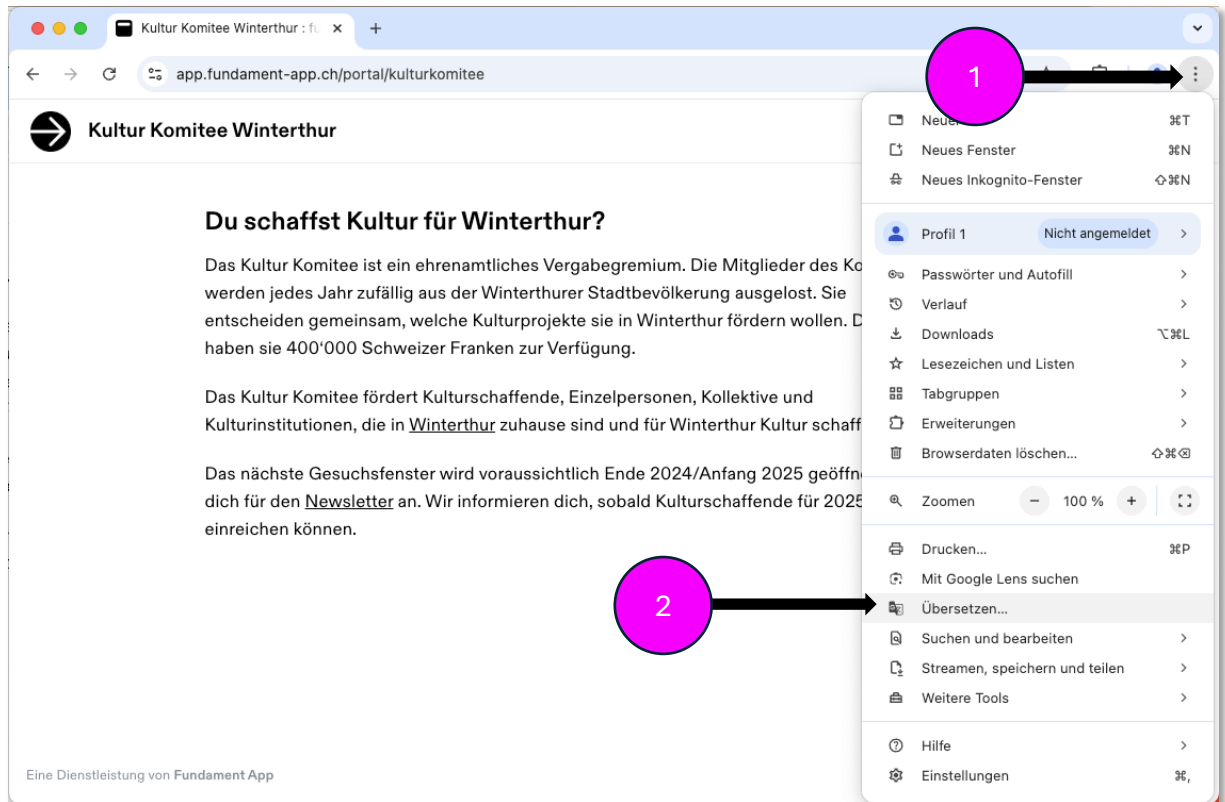 Kultur Komitee Winterthur : fu
app.fundament-app.ch/portal/kulturkomitee
1
Kultur Komitee Winterthur
Du schaffst Kultur für Winterthur?
Das Kultur Komitee ist ein ehrenamtliches Vergabegremium. Die Mitglieder des Ko
werden jedes Jahr zufällig aus der Winterthurer Stadtbevölkerung ausgelost. Sie
entscheiden gemeinsam, welche Kulturprojekte sie in Winterthur fördern wollen. D
haben sie 400‘000 Schweizer Franken zur Verfügung.
Das Kultur Komitee fördert Kulturschaffende, Einzelpersonen, Kollektive und
Kulturinstitutionen, die in Winterthur zuhause sind und für Winterthur Kultur schaff
Das nächste Gesuchsfenster wird voraussichtlich Ende 2024/Anfang 2025 geöffn
dich für den Newsletter an. Wir informieren dich, sobald Kulturschaffende für 2025
einreichen können.
2
Eine Dienstleistung von Fundament App
Neuer ⌘T
Neues Fenster ⌘N
Neues Inkognito-Fenster ⇧⌘N
Profil 1 Nicht angemeldet
Passwörter und Autofill
Verlauf
Downloads ⌥⌘L
Lesezeichen und Listen
Tabgruppen
Erweiterungen
Browserdaten löschen... ⇧⌘⌫
Zoomen − 100 % +
Drucken... ⌘P
Mit Google Lens suchen
Übersetzen...
Suchen und bearbeiten
Streamen, speichern und teilen
Weitere Tools
Hilfe
Einstellungen ⌘,